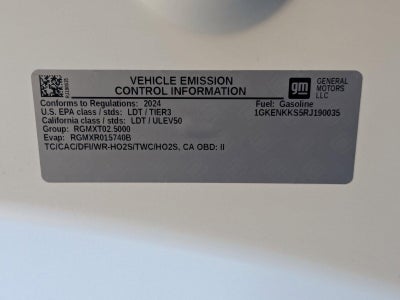 VEHICLE EMISSION
CONTROL INFORMATION
gm
GENERAL
MOTORS
LLC
Conforms to Regulations: 2024
Fuel: Gasoline
U.S. EPA class / stds: LDT / TIER3
1GKENKKS5RJ190035
California class / stds: LDT / ULEV50
Group: RGMXT02.5000
Evap: RGMXR015740B
TC/CAC/DFI/WR-HO2S/TWC/HO2S, CA OBD: II